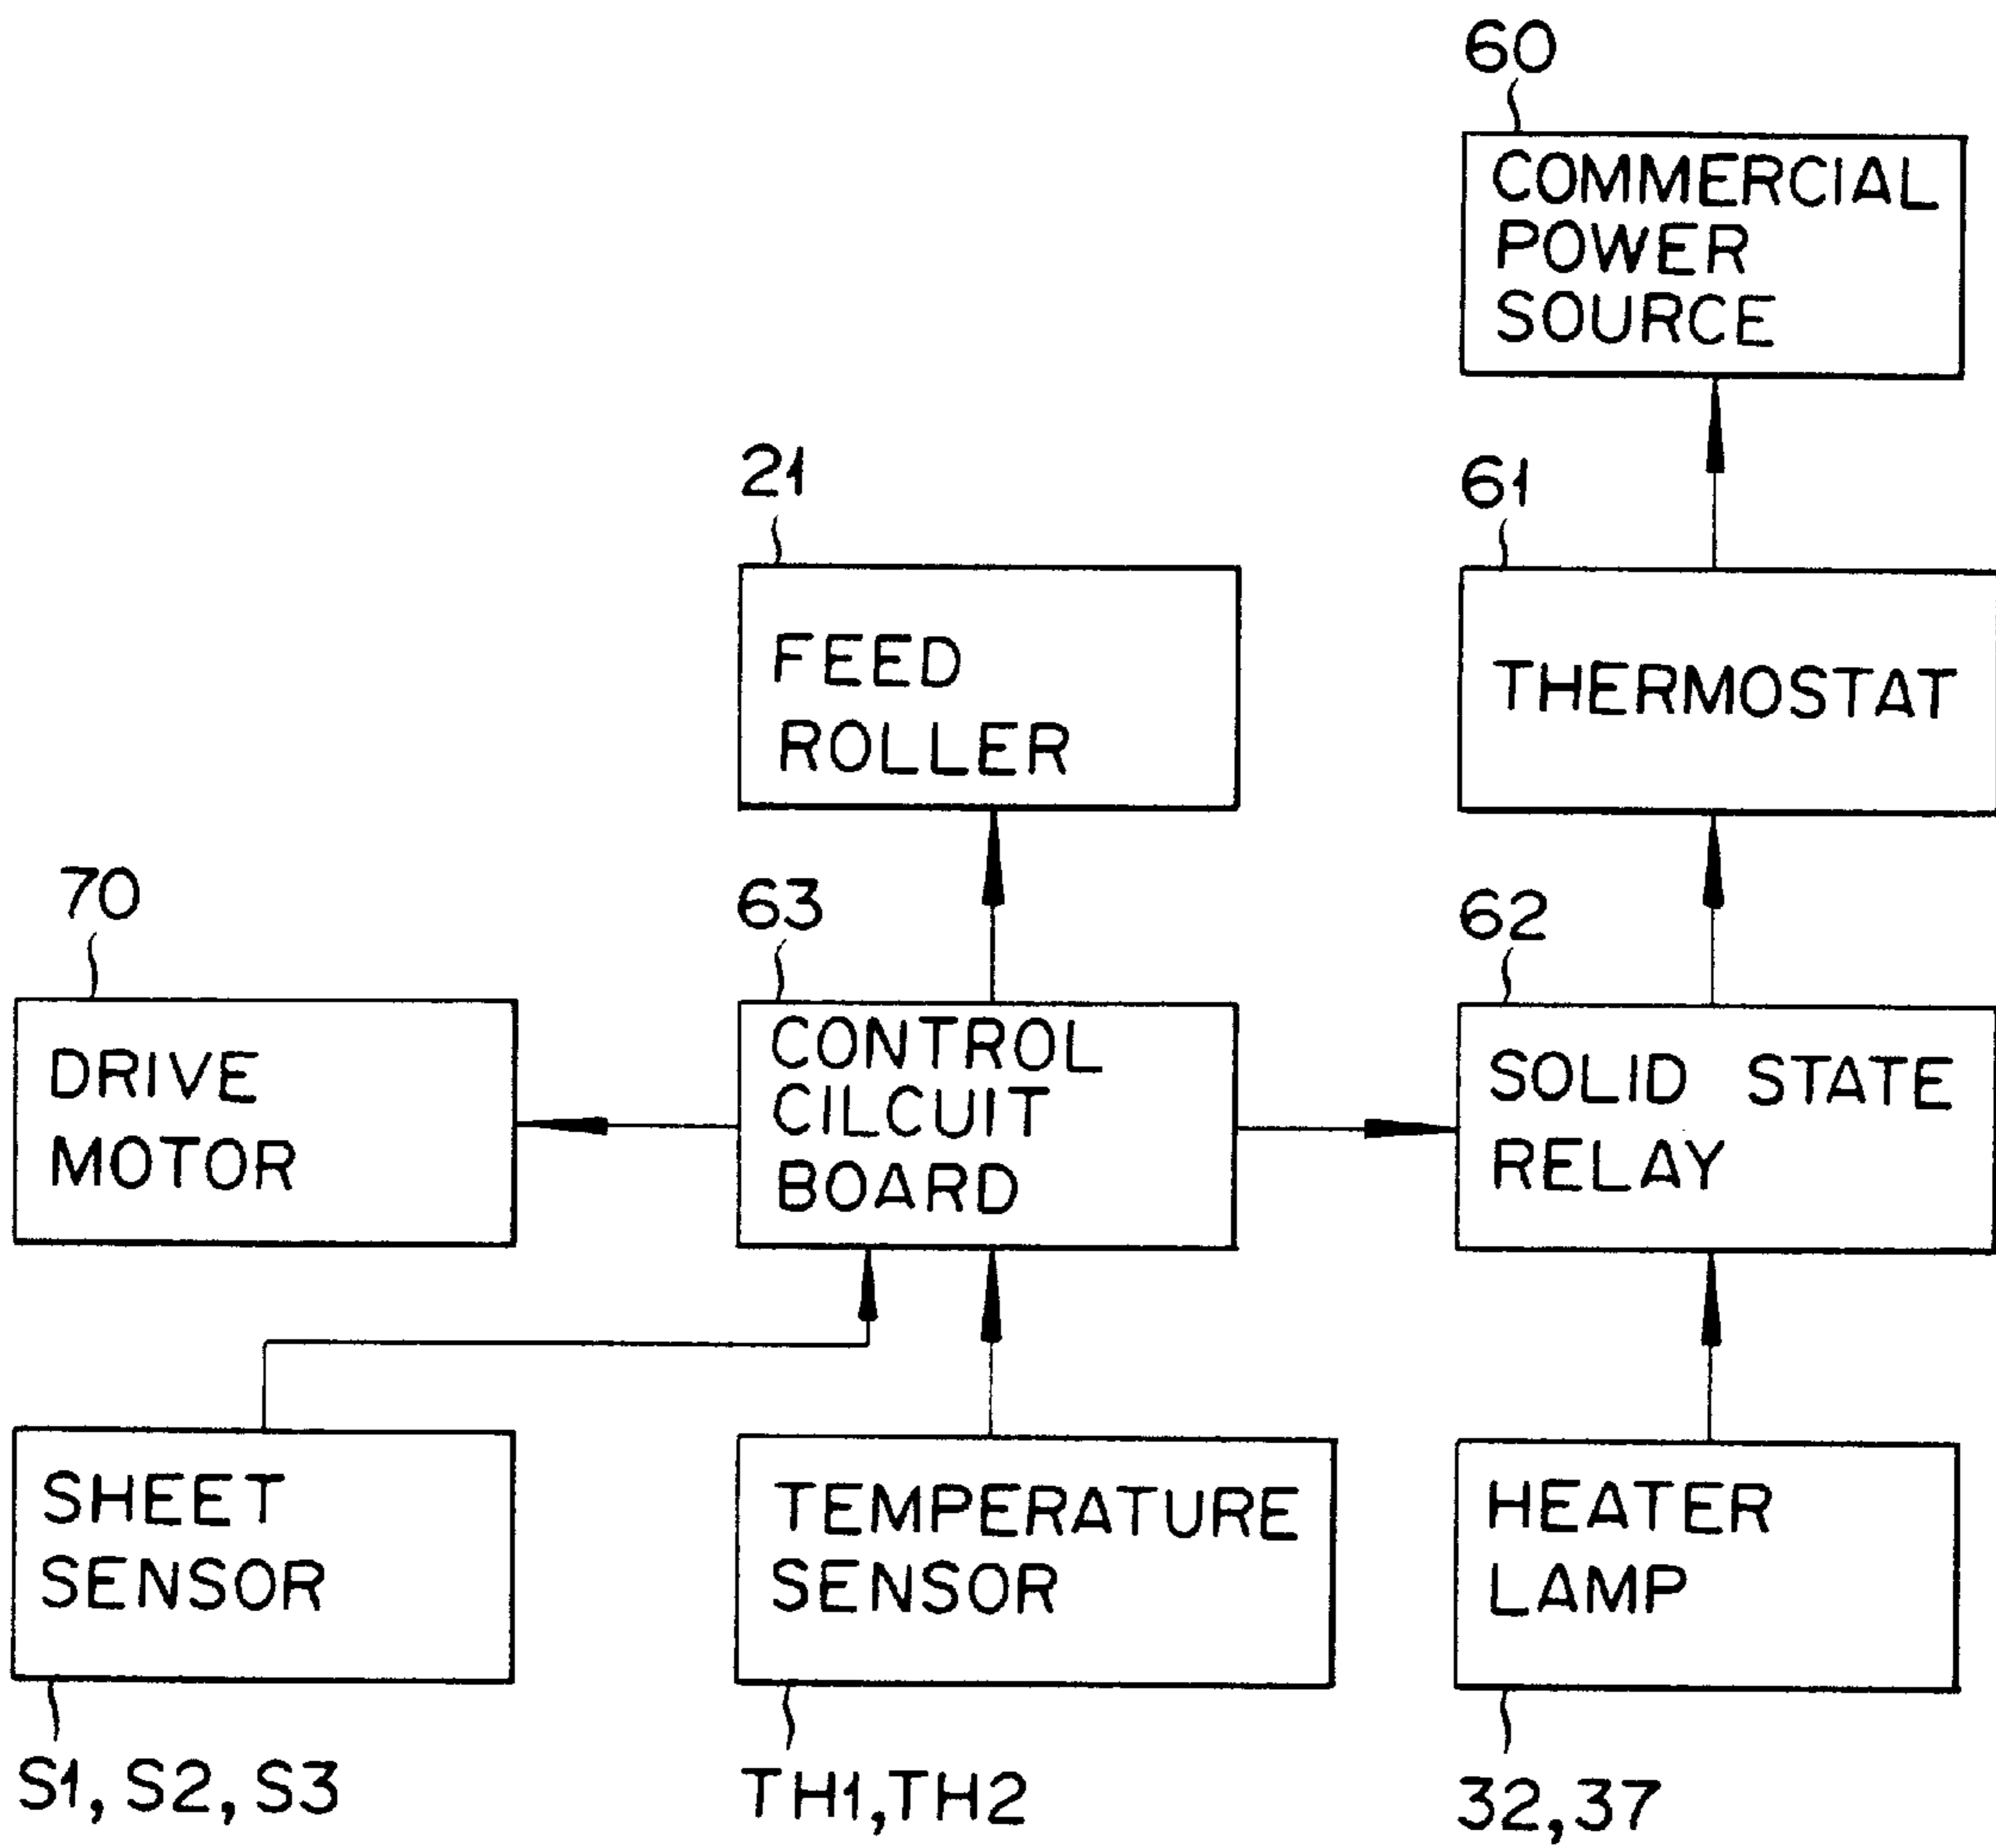 60
COMMERCIAL
POWER
SOURCE
21
FEED
ROLLER
61
THERMOSTAT
70
DRIVE
MOTOR
63
CONTROL
CILCUIT
BOARD
62
SOLID STATE
RELAY
SHEET
SENSOR
S1, S2, S3
TEMPERATURE
SENSOR
TH1, TH2
HEATER
LAMP
32, 37